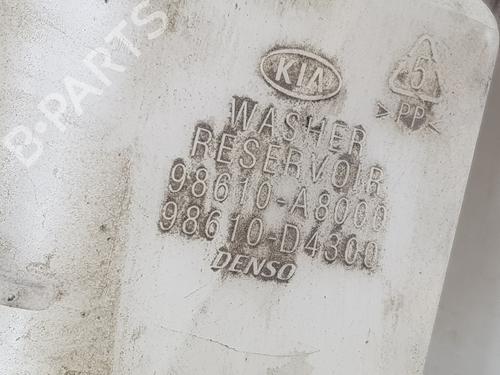 B-PARTS
KIA
5
>PP<
WASHER
RESERVOIR
98610-A8000
98610-D4300
DENSO